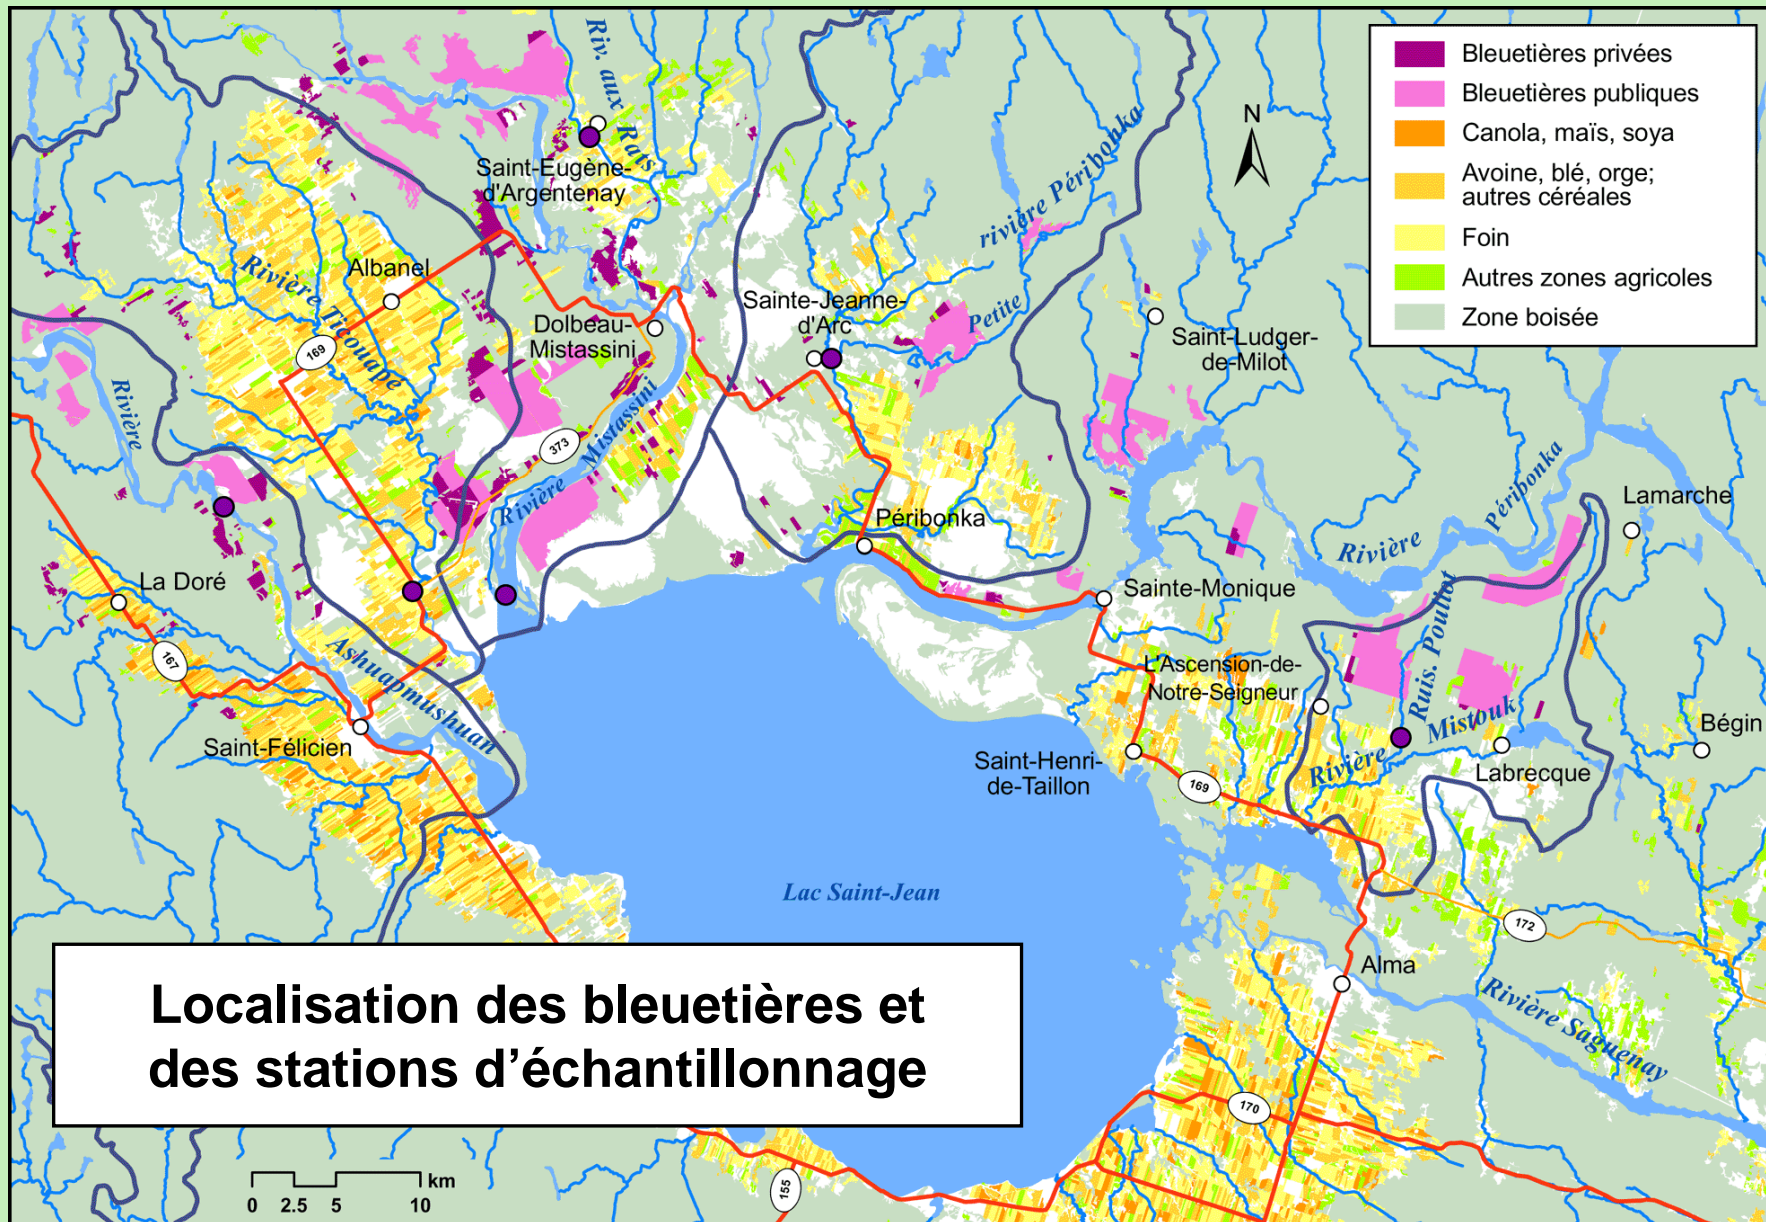 Bleuetières privées
Bleuetières publiques
Canola, maïs, soya
Avoine, blé, orge;
autres céréales
Foin
Autres zones agricoles
Zone boisée
N
Riv. aux
Rats
Saint-Eugène-
d'Argentenay
rivière Péribonka
Petite
Albanel
Rivière Ticouapé
169
Dolbeau-
Mistassini
Sainte-Jeanne-
d'Arc
Saint-Ludger-
de-Milot
Rivière
373
Rivière Mistassini
Péribonka
Rivière
Péribonka
Lamarche
La Doré
167
Ashuapmushuan
Saint-Félicien
Sainte-Monique
L'Ascension-de-
Notre-Seigneur
Ruis. Pouliot
Rivière Mistouk
Bégin
Labrecque
Saint-Henri-
de-Taillon
169
Lac Saint-Jean
172
Alma
Rivière Saguenay
Localisation des bleuetières et
des stations d’échantillonnage
170
155
km
0 2.5 5 10